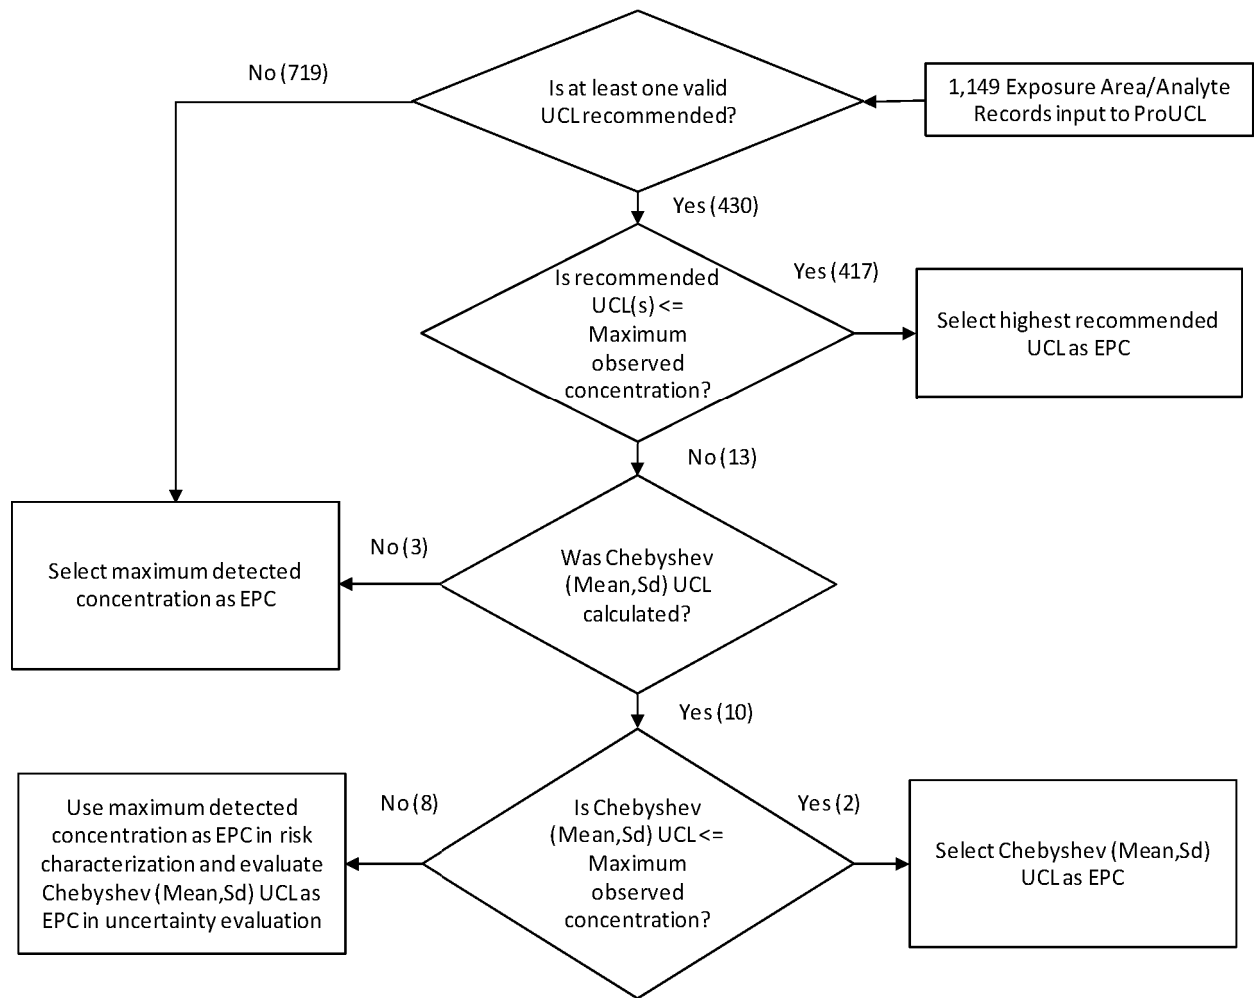 No (719)
Is at least one valid
UCL recommended?
1,149 Exposure Area/Analyte
Records input to ProUCL
Yes (430)
Is recommended
UCL(s) <=
Maximum
observed
concentration?
Yes (417)
Select highest recommended
UCL as EPC
No (13)
Select maximum detected
concentration as EPC
No (3)
Was Chebyshev
(Mean,Sd) UCL
calculated?
Yes (10)
Use maximum detected
concentration as EPC in risk
characterization and evaluate
Chebyshev (Mean,Sd) UCL as
EPC in uncertainty evaluation
No (8)
Is Chebyshev
(Mean,Sd) UCL <=
Maximum
observed
concentration?
Yes (2)
Select Chebyshev (Mean,Sd)
UCL as EPC